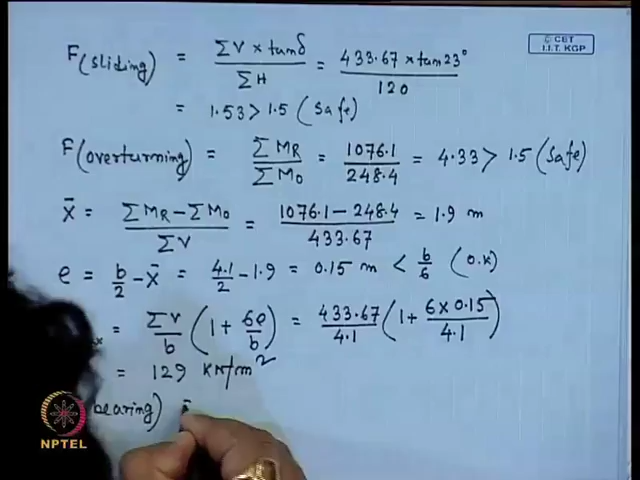 © CET
I.I.T. KGP
F(sliding) = ΣV × tanδ / ΣH = 433.67 × tan 23° / 120
= 1.53 > 1.5 (Safe)
F(overturning) = ΣMR / ΣMo = 1076.1 / 248.4 = 4.33 > 1.5 (Safe)
x̄ = ΣMR − ΣMo / ΣV = 1076.1 − 248.4 / 433.67 = 1.9 m
e = b/2 − x̄ = 4.1/2 − 1.9 = 0.15 m < b/6 (O.K)
= ΣV/b (1 + 6e/b) = 433.67/4.1 (1 + 6 × 0.15 / 4.1)
= 129 kN/m²
bearing)
NPTEL